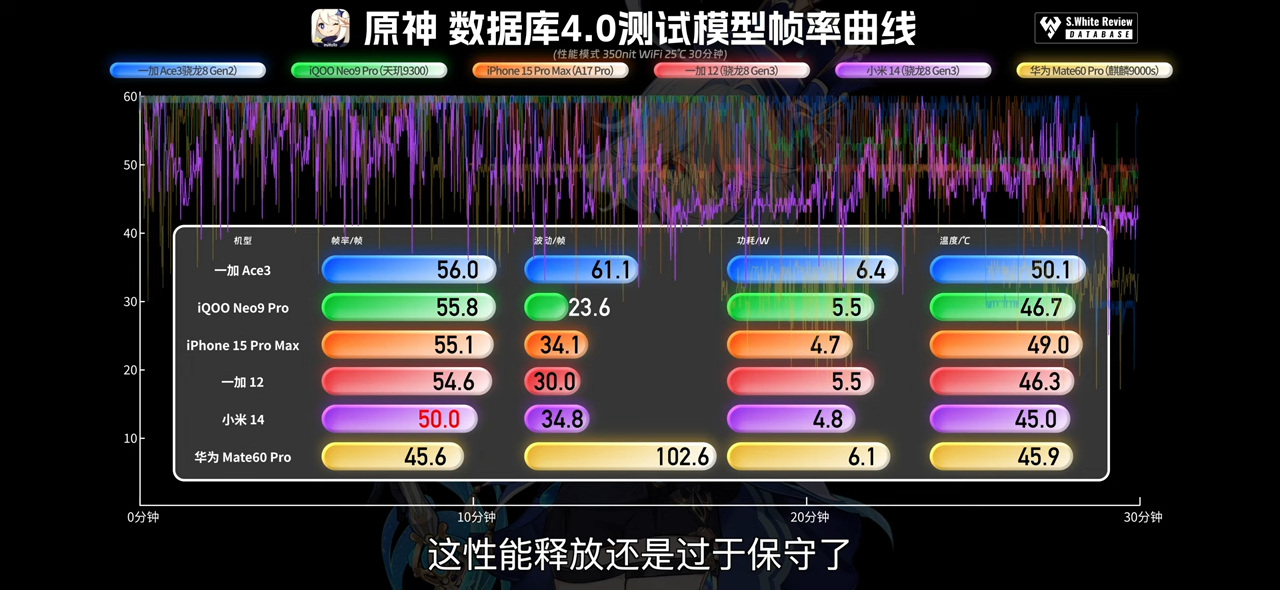 原神 数据库4.0测试模型帧率曲线
S.White Review
DATABASE
(性能模式 350nit WiFi 25℃ 30分钟)
一加 Ace3(骁龙8 Gen2) iQOO Neo9 Pro (天玑9300) iPhone 15 Pro Max (A17 Pro) 一加 12 (骁龙8 Gen3) 小米 14 (骁龙8 Gen3) 华为 Mate60 Pro (麒麟9000s)
60
50
40
30
20
10
机型 帧率/帧 波动/帧 功耗/W 温度/℃
一加 Ace3 56.0 61.1 6.4 50.1
iQOO Neo9 Pro 55.8 23.6 5.5 46.7
iPhone 15 Pro Max 55.1 34.1 4.7 49.0
一加 12 54.6 30.0 5.5 46.3
小米 14 50.0 34.8 4.8 45.0
华为 Mate60 Pro 45.6 102.6 6.1 45.9
0分钟 10分钟 20分钟 30分钟
这性能释放还是过于保守了